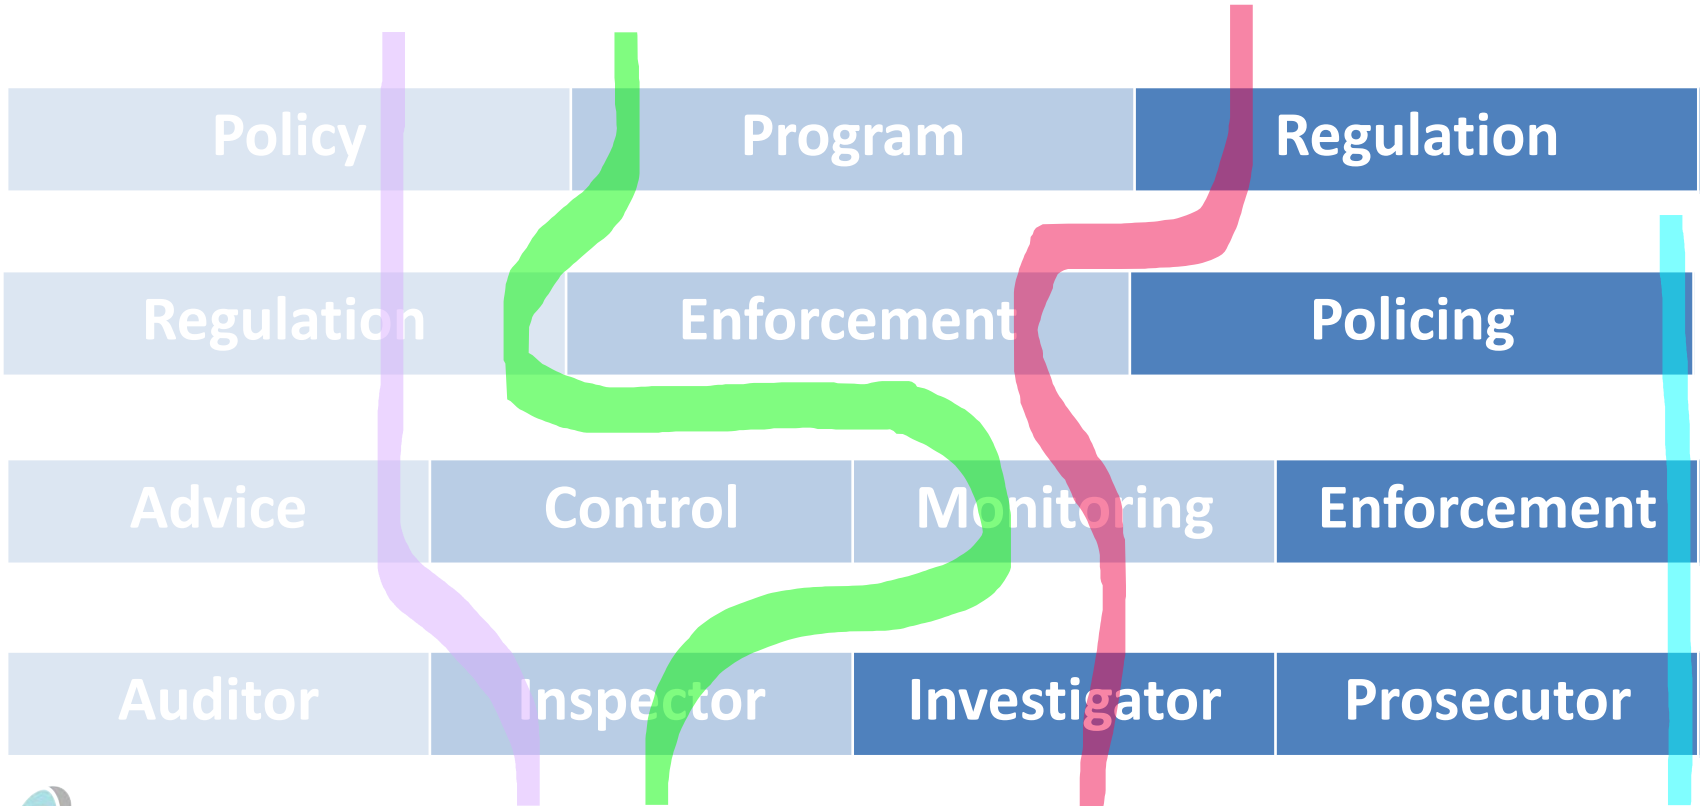 Policy Program Regulation
Regulation Enforcement Policing
Advice Control Monitoring Enforcement
Auditor Inspector Investigator Prosecutor